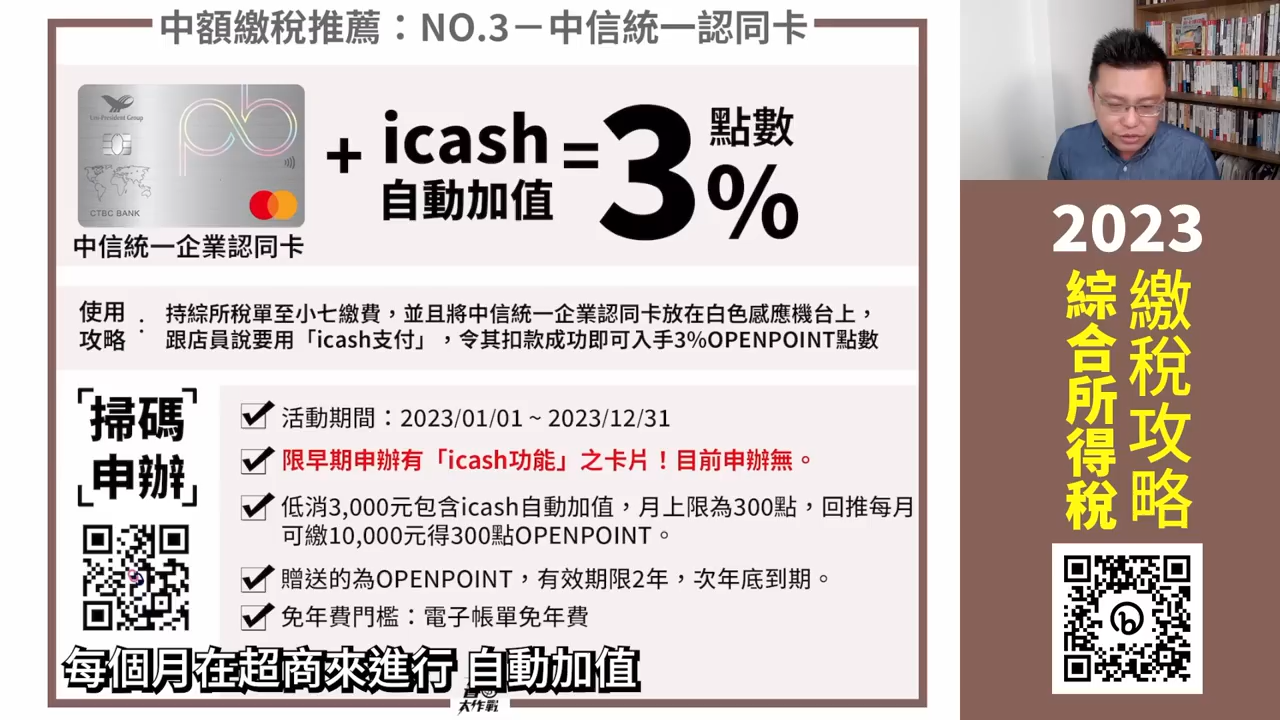 中額繳稅推薦：NO.3－中信統一認同卡
Uni-President Group
CTBC BANK
中信統一企業認同卡
+ icash
自動加值
= 3%
點數
使用
攻略
：
持綜所稅單至小七繳費，並且將中信統一企業認同卡放在白色感應機台上，
跟店員說要用「icash支付」，令其扣款成功即可入手3%OPENPOINT點數
掃碼
申辦
活動期間：2023/01/01 ~ 2023/12/31
限早期申辦有「icash功能」之卡片！目前申辦無。
低消3,000元包含icash自動加值，月上限為300點，回推每月
可繳10,000元得300點OPENPOINT。
贈送的為OPENPOINT，有效期限2年，次年底到期。
免年費門檻：電子帳單免年費
每個月在超商來進行 自動加值
大作戰
2023
繳稅攻略
綜合所得稅
b